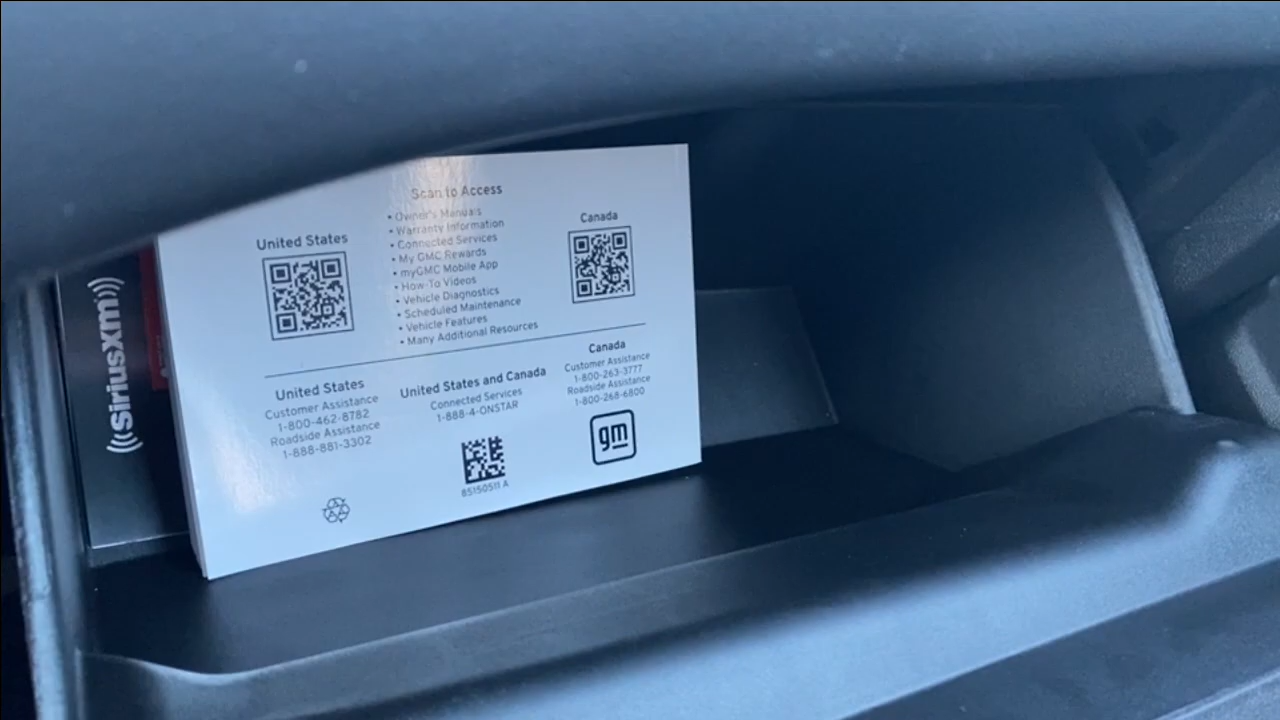 Scan to Access
• Owner's Manuals
• Warranty Information
• Connected Services
• My GMC Rewards
• myGMC Mobile App
• How-To Videos
• Vehicle Diagnostics
• Scheduled Maintenance
• Vehicle Features
• Many Additional Resources
United States
Canada
United States
Customer Assistance
1-800-462-8782
Roadside Assistance
1-888-881-3302
United States and Canada
Connected Services
1-888-4-ONSTAR
85150511 A
Canada
Customer Assistance
1-800-263-3777
Roadside Assistance
1-800-268-6800
gm
((SiriusXM))